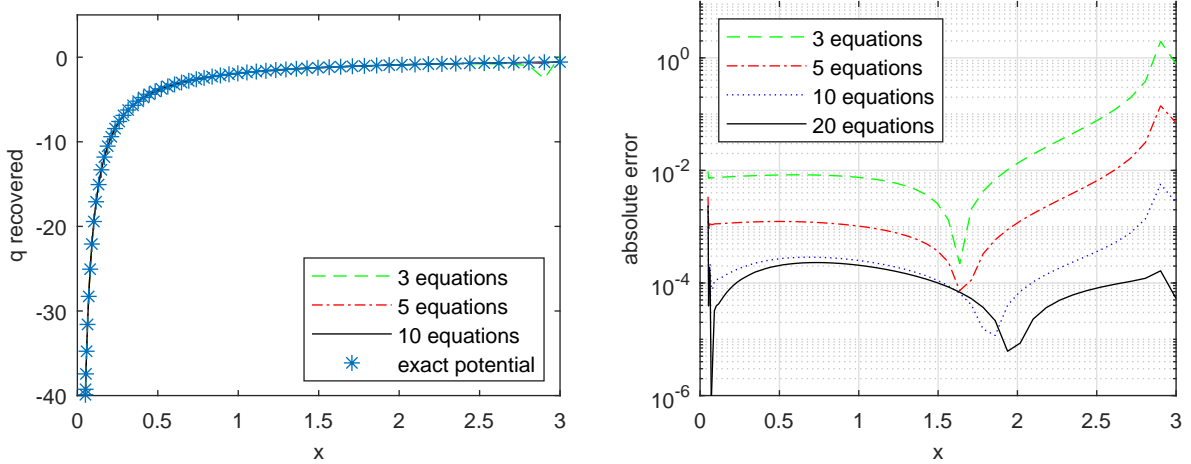 0
-10
-20
-30
-40
q recovered
0
0.5
1
1.5
2
2.5
3
x
3 equations
5 equations
10 equations
exact potential
10^0
10^-2
10^-4
10^-6
absolute error
0
0.5
1
1.5
2
2.5
3
x
3 equations
5 equations
10 equations
20 equations